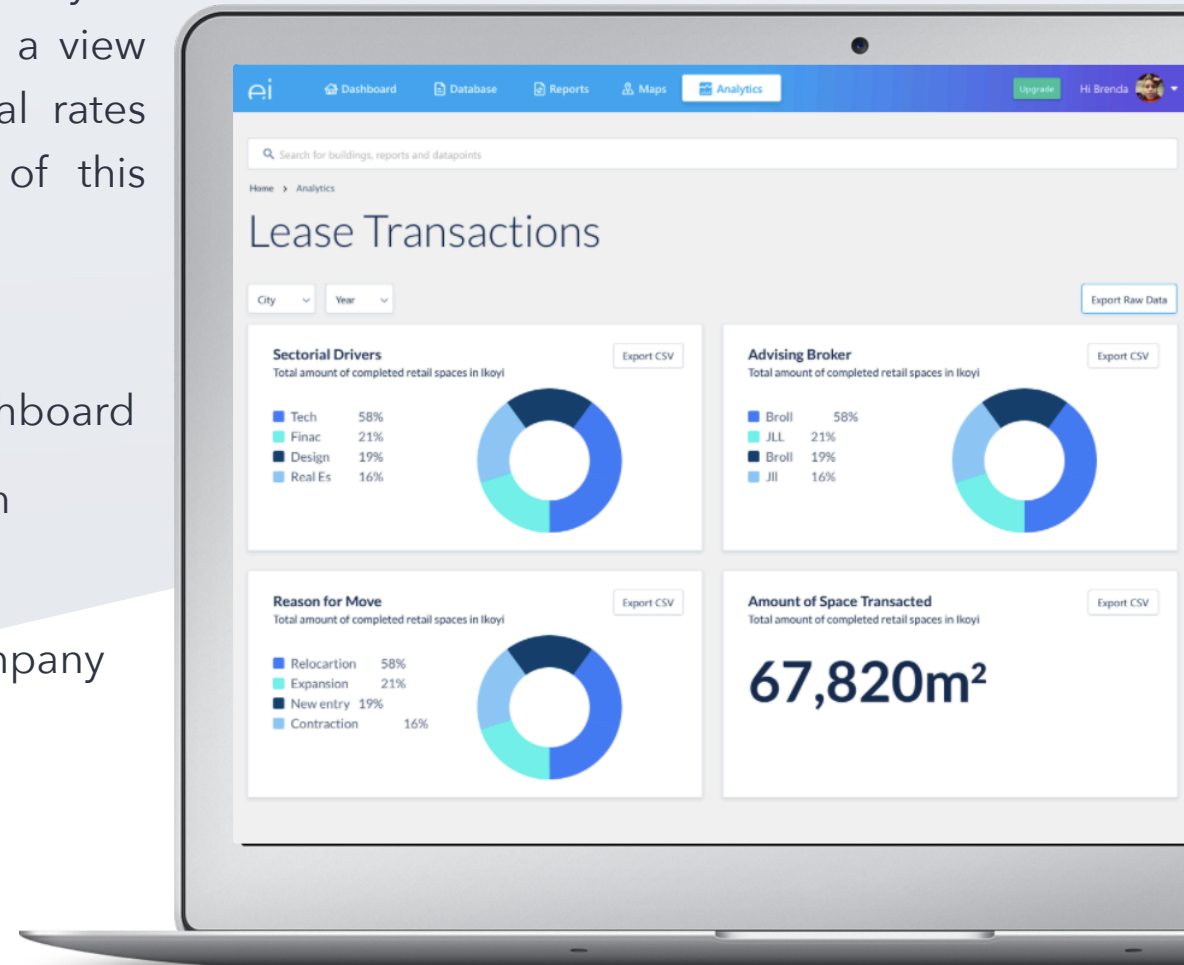 a view
al rates
of this
hboard
mpany
ei
Dashboard
Database
Reports
Maps
Analytics
Upgrade
Hi Brenda
Search for buildings, reports and datapoints
Home > Analytics
Lease Transactions
City
Year
Export Raw Data
Sectorial Drivers
Export CSV
Total amount of completed retail spaces in Ikoyi
Tech 58%
Finac 21%
Design 19%
Real Es 16%
Advising Broker
Export CSV
Total amount of completed retail spaces in Ikoyi
Broll 58%
JLL 21%
Broll 19%
Jll 16%
Reason for Move
Export CSV
Total amount of completed retail spaces in Ikoyi
Relocartion 58%
Expansion 21%
New entry 19%
Contraction 16%
Amount of Space Transacted
Export CSV
Total amount of completed retail spaces in Ikoyi
67,820m²